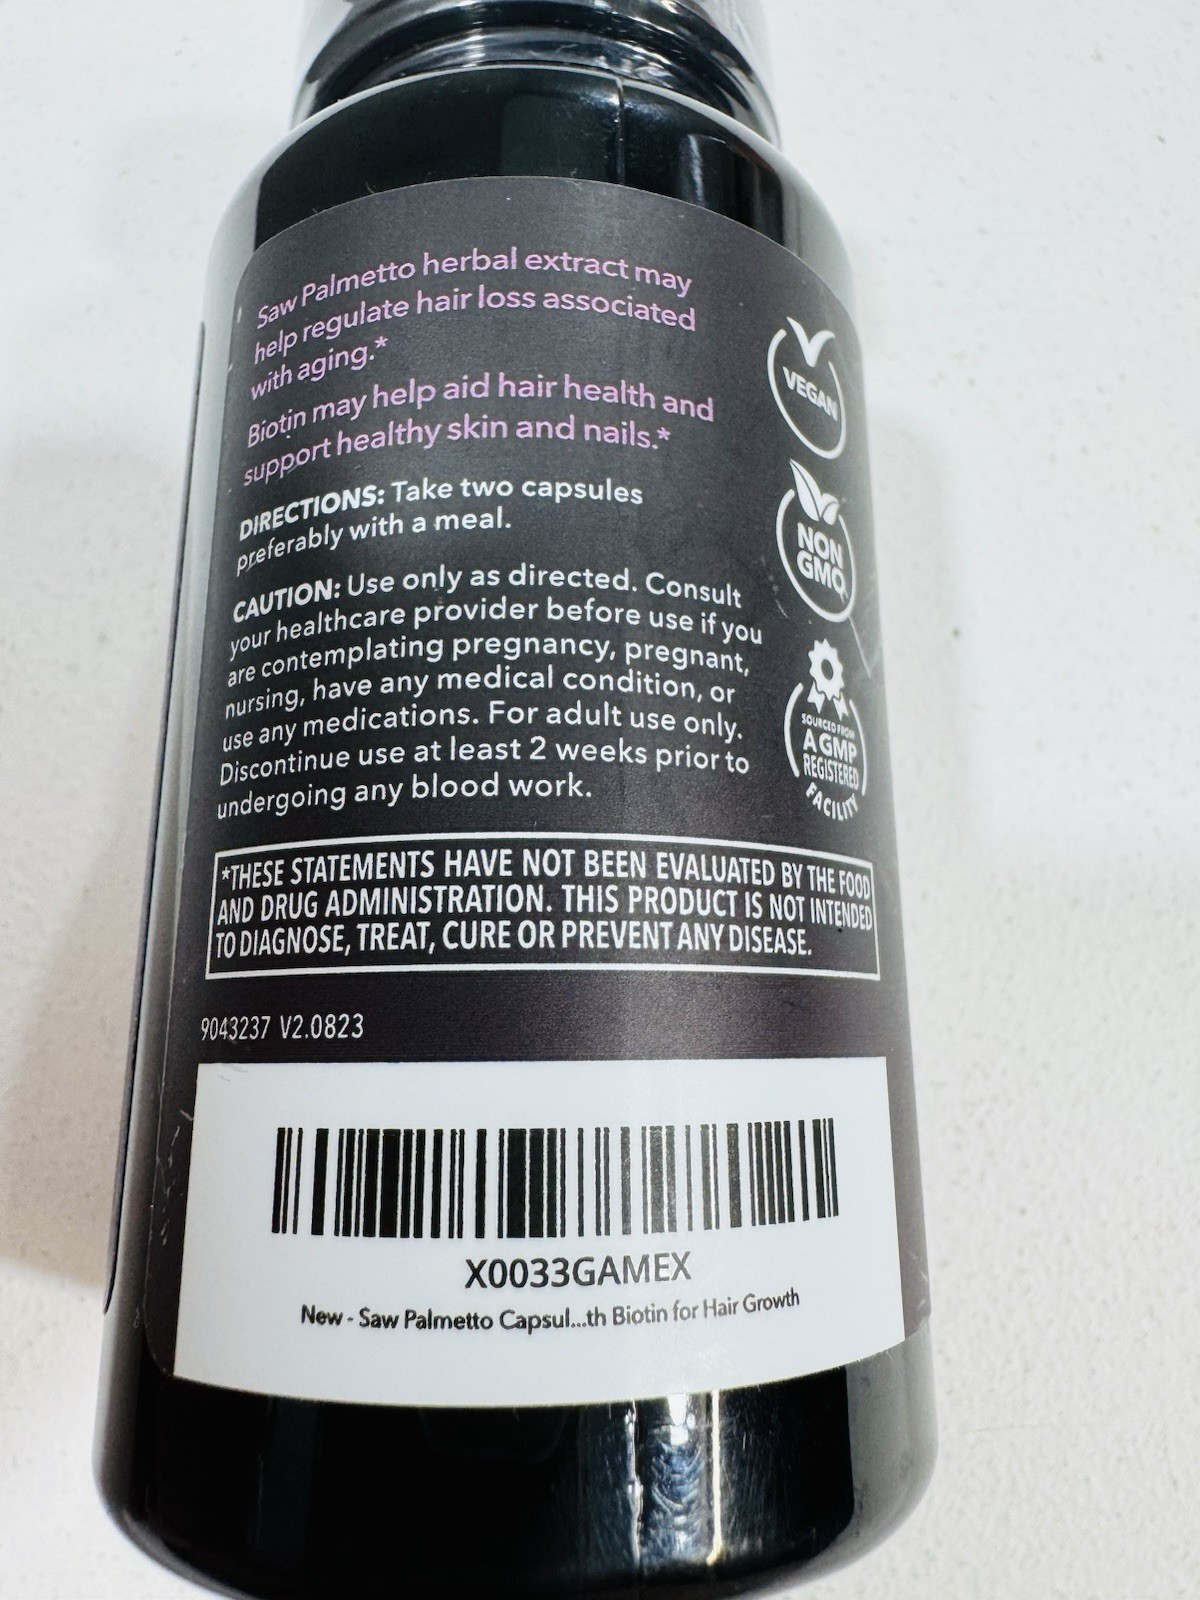 Saw Palmetto herbal extract may
help regulate hair loss associated
with aging.*
Biotin may help aid hair health and
support healthy skin and nails.*
DIRECTIONS: Take two capsules
preferably with a meal.
CAUTION: Use only as directed. Consult
your healthcare provider before use if you
are contemplating pregnancy, pregnant,
nursing, have any medical condition, or
use any medications. For adult use only.
Discontinue use at least 2 weeks prior to
undergoing any blood work.
VEGAN
NON
GMO
SOURCED FROM
A GMP
REGISTERED
FACILITY
*THESE STATEMENTS HAVE NOT BEEN EVALUATED BY THE FOOD
AND DRUG ADMINISTRATION. THIS PRODUCT IS NOT INTENDED
TO DIAGNOSE, TREAT, CURE OR PREVENT ANY DISEASE.
9043237 V2.0823
X0033GAMEX
New - Saw Palmetto Capsul...th Biotin for Hair Growth